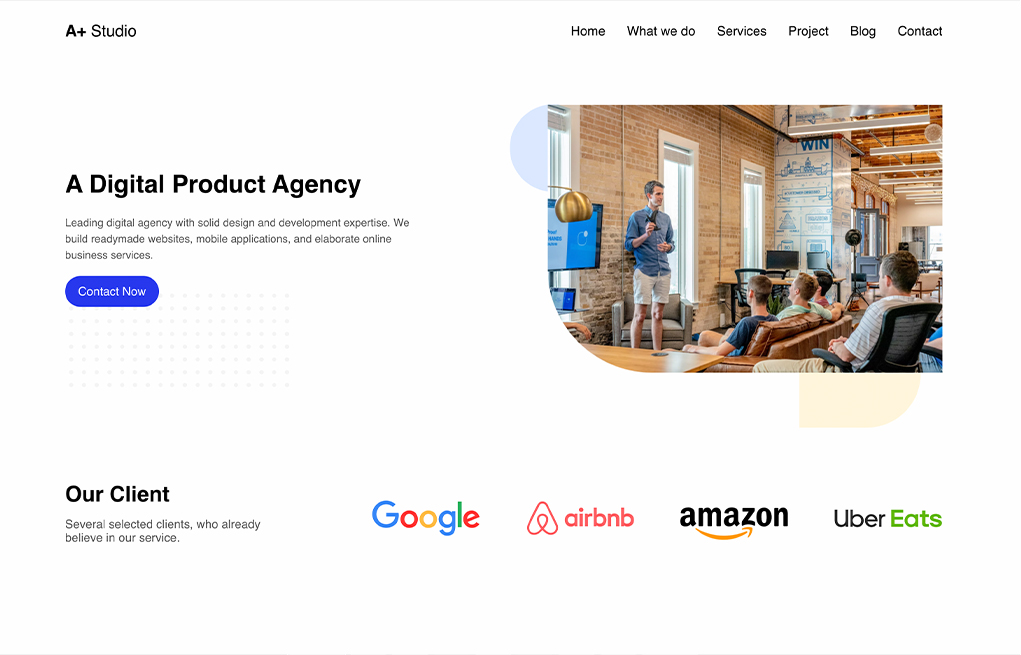 A+ Studio
Home What we do Services Project Blog Contact
A Digital Product Agency
Leading digital agency with solid design and development expertise. We
build readymade websites, mobile applications, and elaborate online
business services.
Contact Now
WIN
Our Client
Several selected clients, who already
believe in our service.
Google
airbnb
amazon
Uber Eats